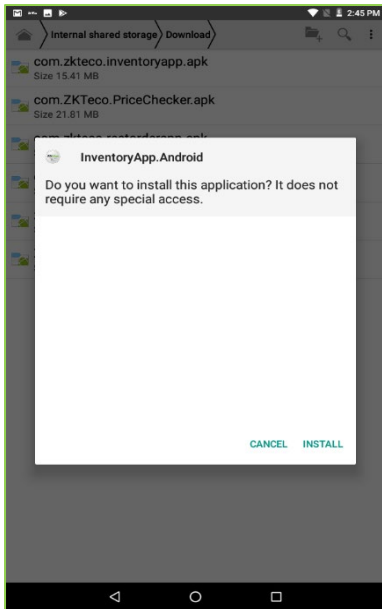 2:45 PM
Internal shared storage
Download
com.zkteco.inventoryapp.apk
Size 15.41 MB
com.ZKTeco.PriceChecker.apk
Size 21.81 MB
InventoryApp.Android
Do you want to install this application? It does not
require any special access.
CANCEL INSTALL